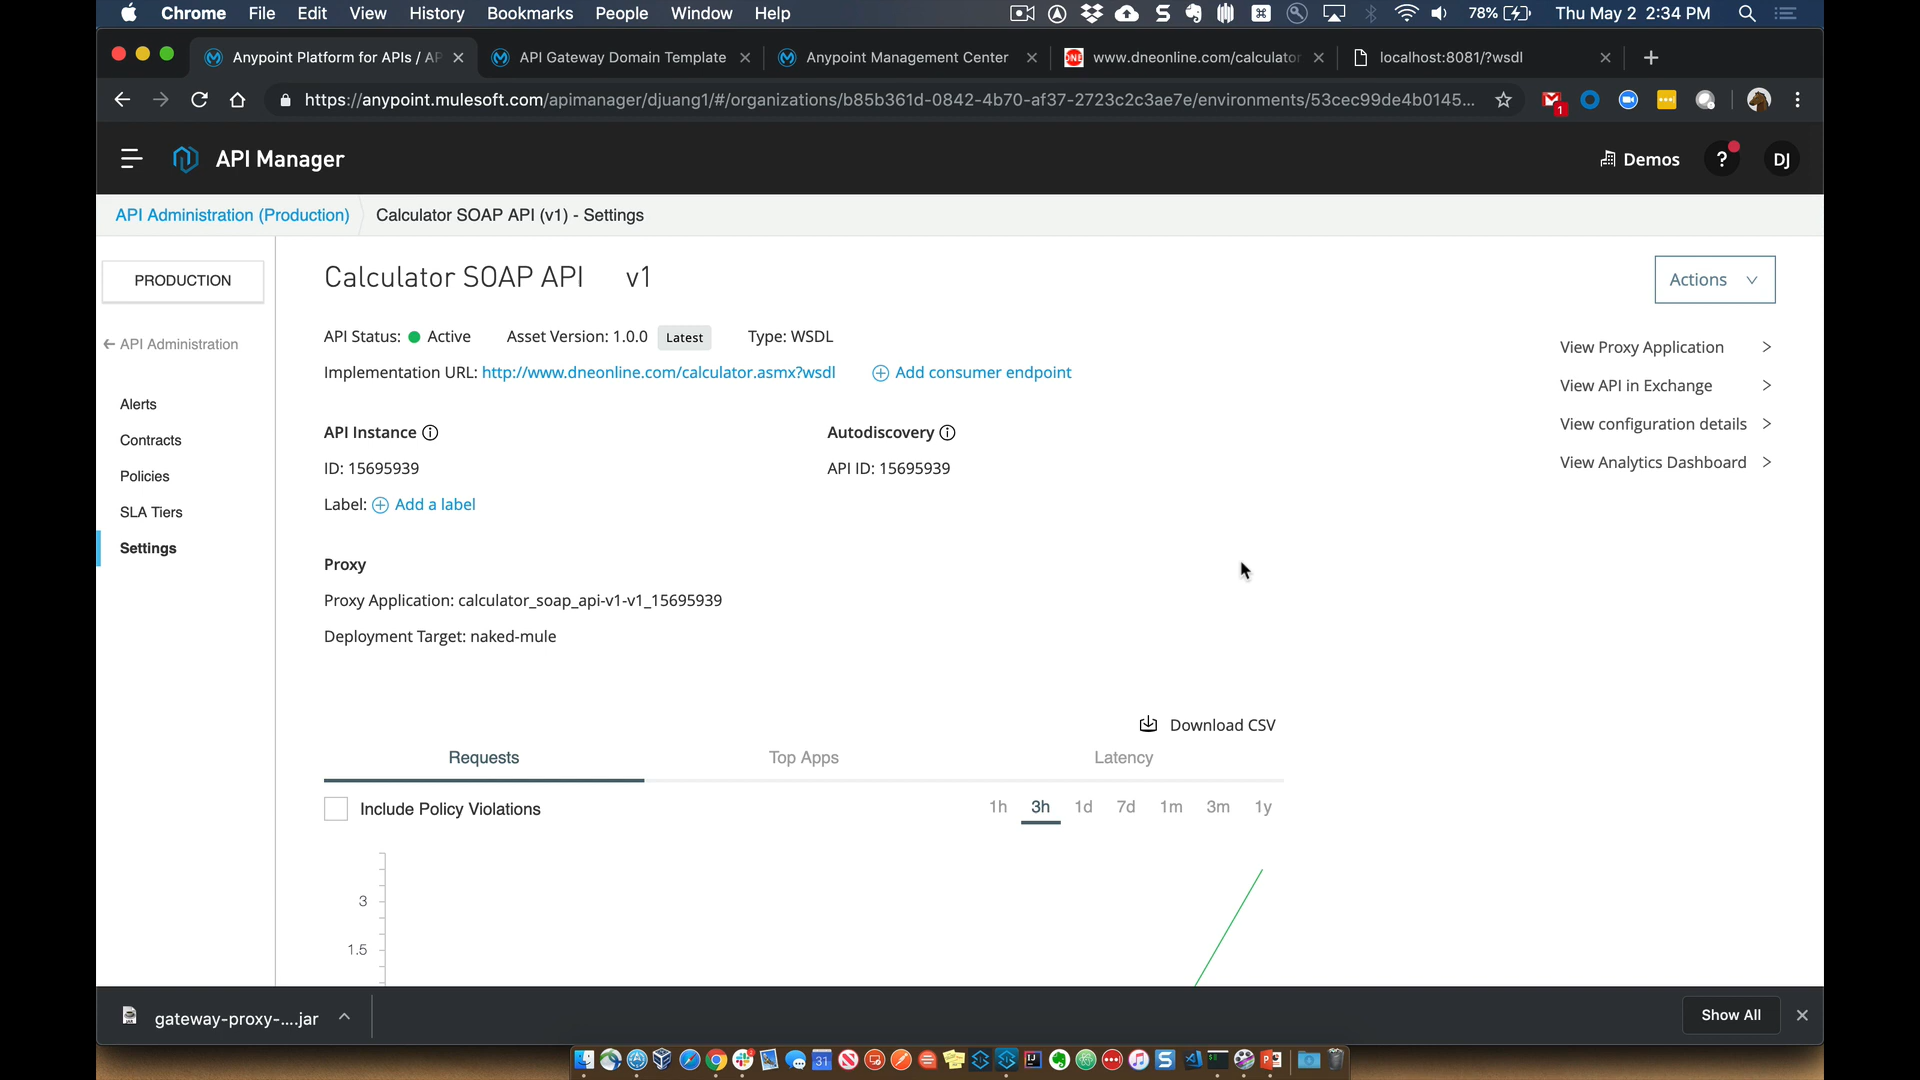 Chrome File Edit View History Bookmarks People Window Help 78% Thu May 2 2:34 PM
Anypoint Platform for APIs / AP API Gateway Domain Template Anypoint Management Center www.dneonline.com/calculator localhost:8081/?wsdl
https://anypoint.mulesoft.com/apimanager/djuang1/#/organizations/b85b361d-0842-4b70-af37-2723c2c3ae7e/environments/53cec99de4b0145... 1
API Manager Demos ? DJ
API Administration (Production) Calculator SOAP API (v1) - Settings
PRODUCTION
API Administration
Alerts
Contracts
Policies
SLA Tiers
Settings
Calculator SOAP API v1
Actions
API Status: Active Asset Version: 1.0.0 Latest Type: WSDL
Implementation URL: http://www.dneonline.com/calculator.asmx?wsdl Add consumer endpoint
View Proxy Application >
View API in Exchange >
View configuration details >
View Analytics Dashboard >
API Instance Autodiscovery
ID: 15695939 API ID: 15695939
Label: Add a label
Proxy
Proxy Application: calculator_soap_api-v1-v1_15695939
Deployment Target: naked-mule
Download CSV
Requests Top Apps Latency
Include Policy Violations 1h 3h 1d 7d 1m 3m 1y
3
1.5
gateway-proxy-....jar Show All